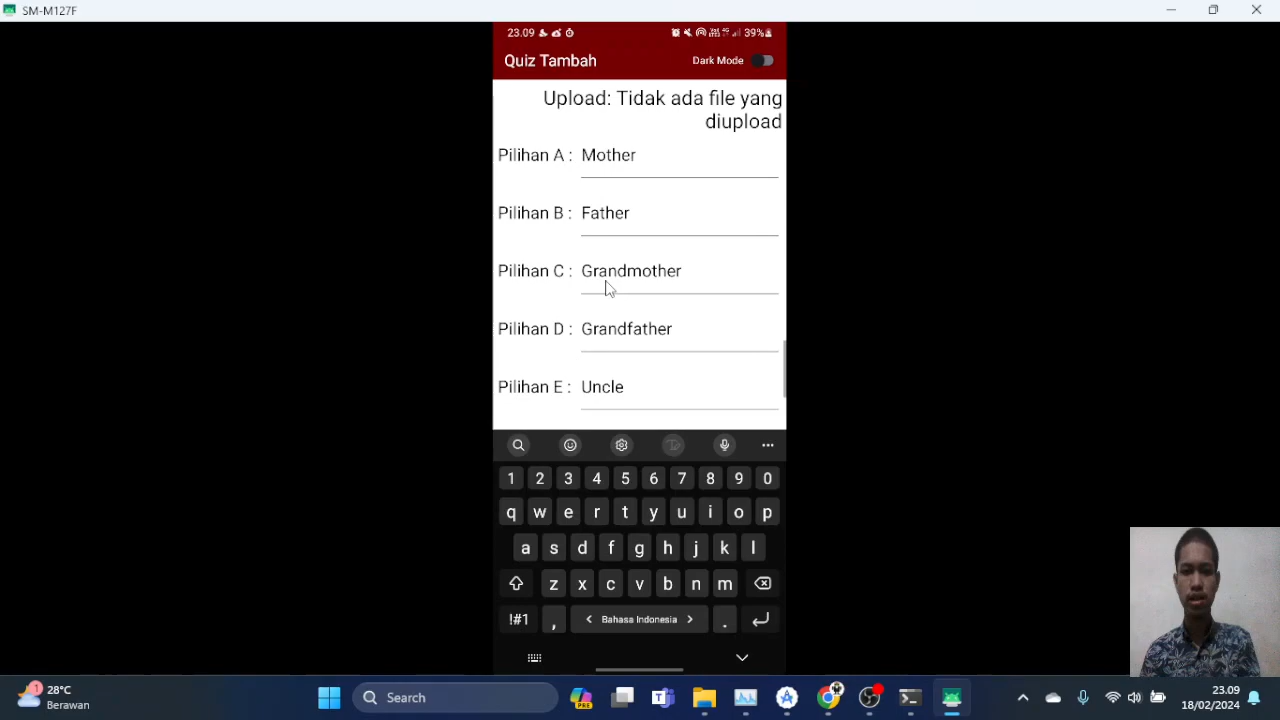 SM-M127F
23.09 39%
Quiz Tambah Dark Mode
Upload: Tidak ada file yang
diupload
Pilihan A : Mother
Pilihan B : Father
Pilihan C : Grandmother
Pilihan D : Grandfather
Pilihan E : Uncle
1 2 3 4 5 6 7 8 9 0
q w e r t y u i o p
a s d f g h j k l
z x c v b n m
!#1 , < Bahasa Indonesia > .
1 28°C
Berawan
Search
PRE
23.09
18/02/2024